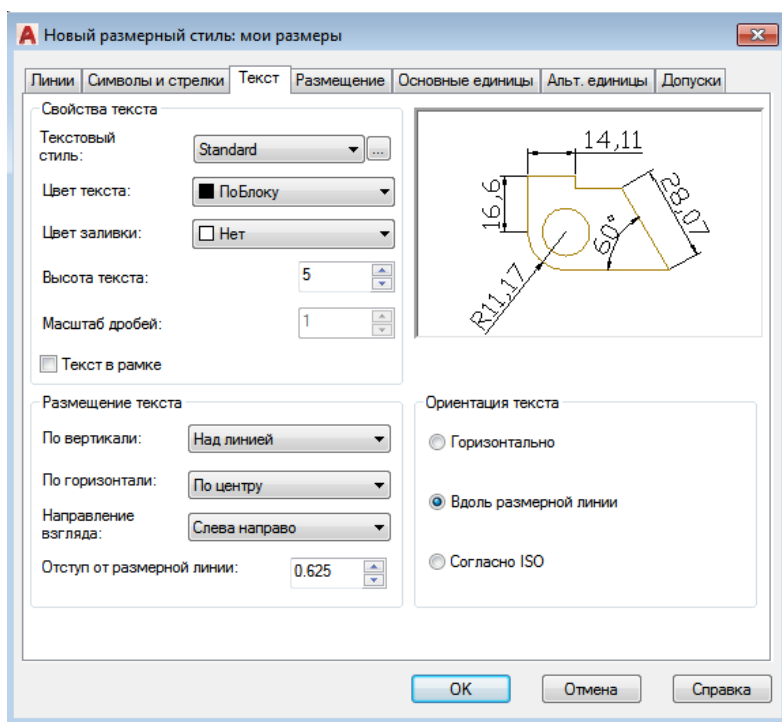 Новый размерный стиль: мои размеры
Линии Символы и стрелки Текст Размещение Основные единицы Альт. единицы Допуски
Свойства текста
Текстовый
стиль:
Standard
...
Цвет текста:
ПоБлоку
Цвет заливки:
Нет
Высота текста:
5
Масштаб дробей:
1
Текст в рамке
14,11
16,6
28,07
60°
R11,17
Размещение текста
По вертикали:
Над линией
По горизонтали:
По центру
Направление
взгляда:
Слева направо
Отступ от размерной линии:
0.625
Ориентация текста
Горизонтально
Вдоль размерной линии
Согласно ISO
OK Отмена Справка